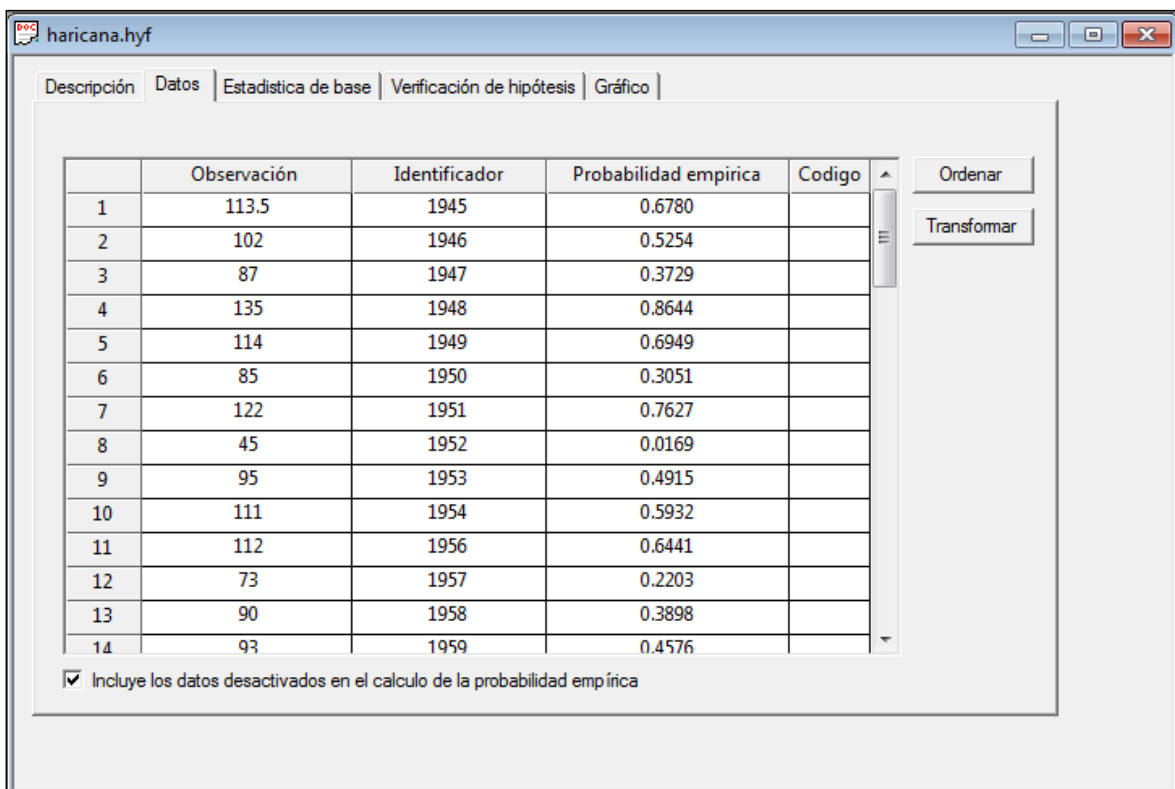 DOC haricana.hyf
Descripción Datos Estadistica de base Verificación de hipótesis Gráfico
Observación Identificador Probabilidad empirica Codigo Ordenar
1 113.5 1945 0.6780
Transformar
2 102 1946 0.5254
3 87 1947 0.3729
4 135 1948 0.8644
5 114 1949 0.6949
6 85 1950 0.3051
7 122 1951 0.7627
8 45 1952 0.0169
9 95 1953 0.4915
10 111 1954 0.5932
11 112 1956 0.6441
12 73 1957 0.2203
13 90 1958 0.3898
14 93 1959 0.4576
Incluye los datos desactivados en el calculo de la probabilidad empírica